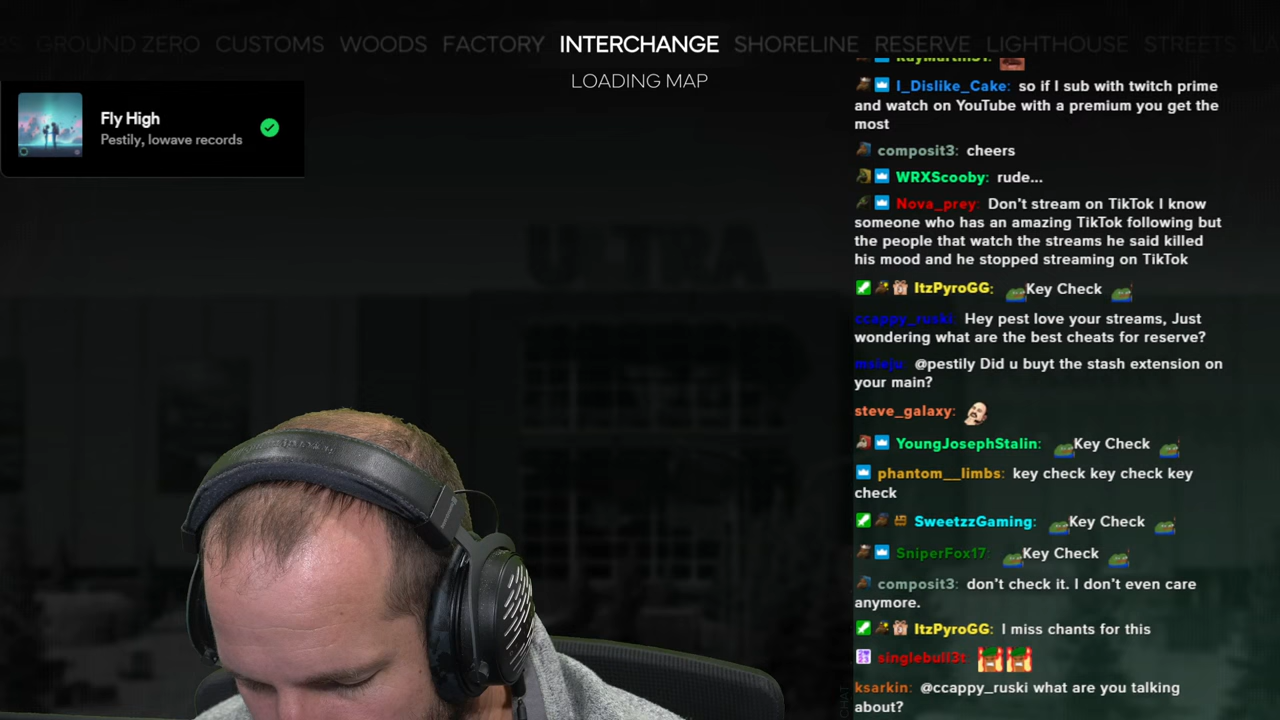 GROUND ZERO CUSTOMS WOODS FACTORY INTERCHANGE SHORELINE RESERVE LIGHTHOUSE STREETS
LOADING MAP
Fly High
Pestily, lowave records
ULTRA
I_Dislike_Cake: so if I sub with twitch prime
and watch on YouTube with a premium you get the
most
composit3: cheers
WRXScooby: rude...
Nova_prey: Don't stream on TikTok I know
someone who has an amazing TikTok following but
the people that watch the streams he said killed
his mood and he stopped streaming on TikTok
ItzPyroGG: Key Check
ccappy_ruski: Hey pest love your streams, Just
wondering what are the best cheats for reserve?
@pestily Did u buyt the stash extension on
your main?
steve_galaxy:
YoungJosephStalin: Key Check
phantom__limbs: key check key check key
check
SweetzzGaming: Key Check
SniperFox17: Key Check
composit3: don't check it. I don't even care
anymore.
ItzPyroGG: I miss chants for this
singlebull3t:
ksarkin: @ccappy_ruski what are you talking
about?
CHAT